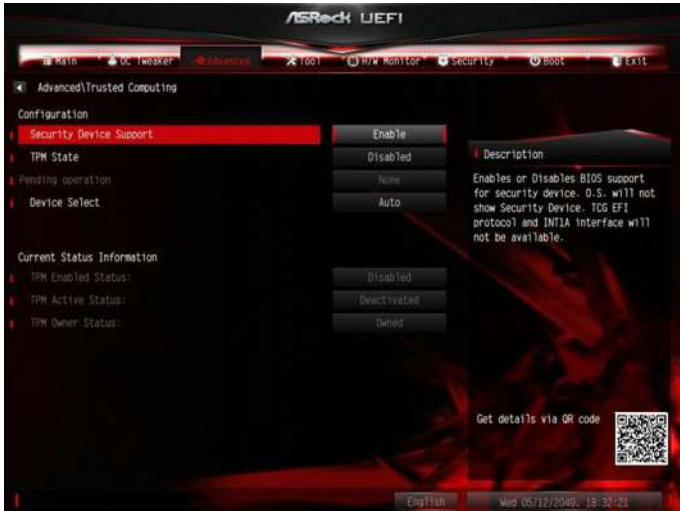 ASRock UEFI
Main OC Tweaker Advanced Tool H/W Monitor Security Boot Exit
Advanced\Trusted Computing
Configuration
Security Device Support Enable
TPM State Disabled
Pending operation None
Device Select Auto
Current Status Information
TPM Enabled Status: Disabled
TPM Active Status: Deactivated
TPM Owner Status: Owned
Description
Enables or Disables BIOS support
for security device. O.S. will not
show Security Device. TCG EFI
protocol and INT1A interface will
not be available.
Get details via QR code
English Wed 05/12/2049, 18:32:21